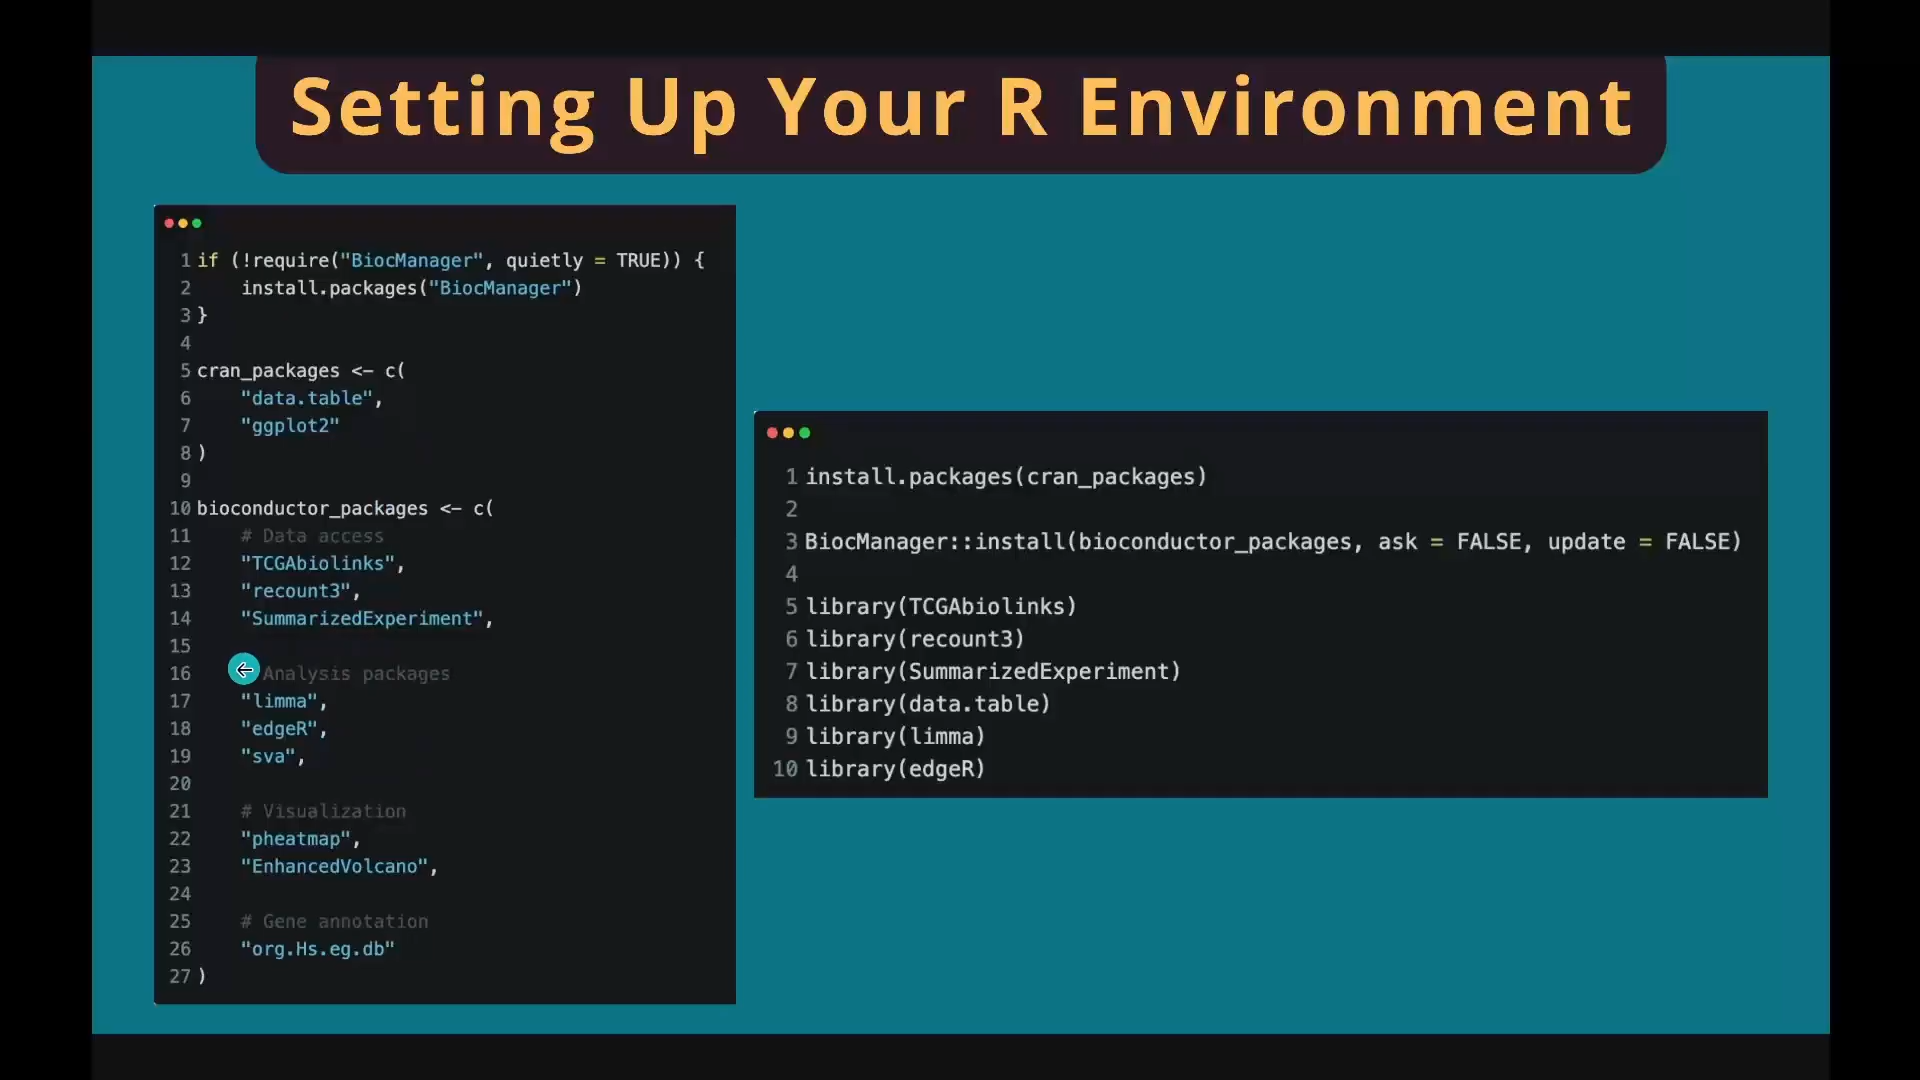 Setting Up Your R Environment
1 if (!require("BiocManager", quietly = TRUE)) {
2     install.packages("BiocManager")
3 }
4
5 cran_packages <- c(
6     "data.table",
7     "ggplot2"
8 )
9
10 bioconductor_packages <- c(
11     # Data access
12     "TCGAbiolinks",
13     "recount3",
14     "SummarizedExperiment",
15
16     Analysis packages
17     "limma",
18     "edgeR",
19     "sva",
20
21     # Visualization
22     "pheatmap",
23     "EnhancedVolcano",
24
25     # Gene annotation
26     "org.Hs.eg.db"
27 )
1 install.packages(cran_packages)
2
3 BiocManager::install(bioconductor_packages, ask = FALSE, update = FALSE)
4
5 library(TCGAbiolinks)
6 library(recount3)
7 library(SummarizedExperiment)
8 library(data.table)
9 library(limma)
10 library(edgeR)